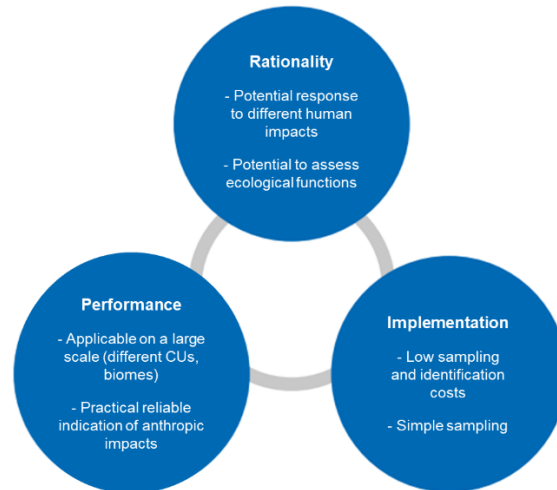 Rationality
- Potential response
to different human
impacts
- Potential to assess
ecological functions
Performance
- Applicable on a large
scale (different CUs,
biomes)
- Practical reliable
indication of anthropic
impacts
Implementation
- Low sampling
and identification
costs
- Simple sampling